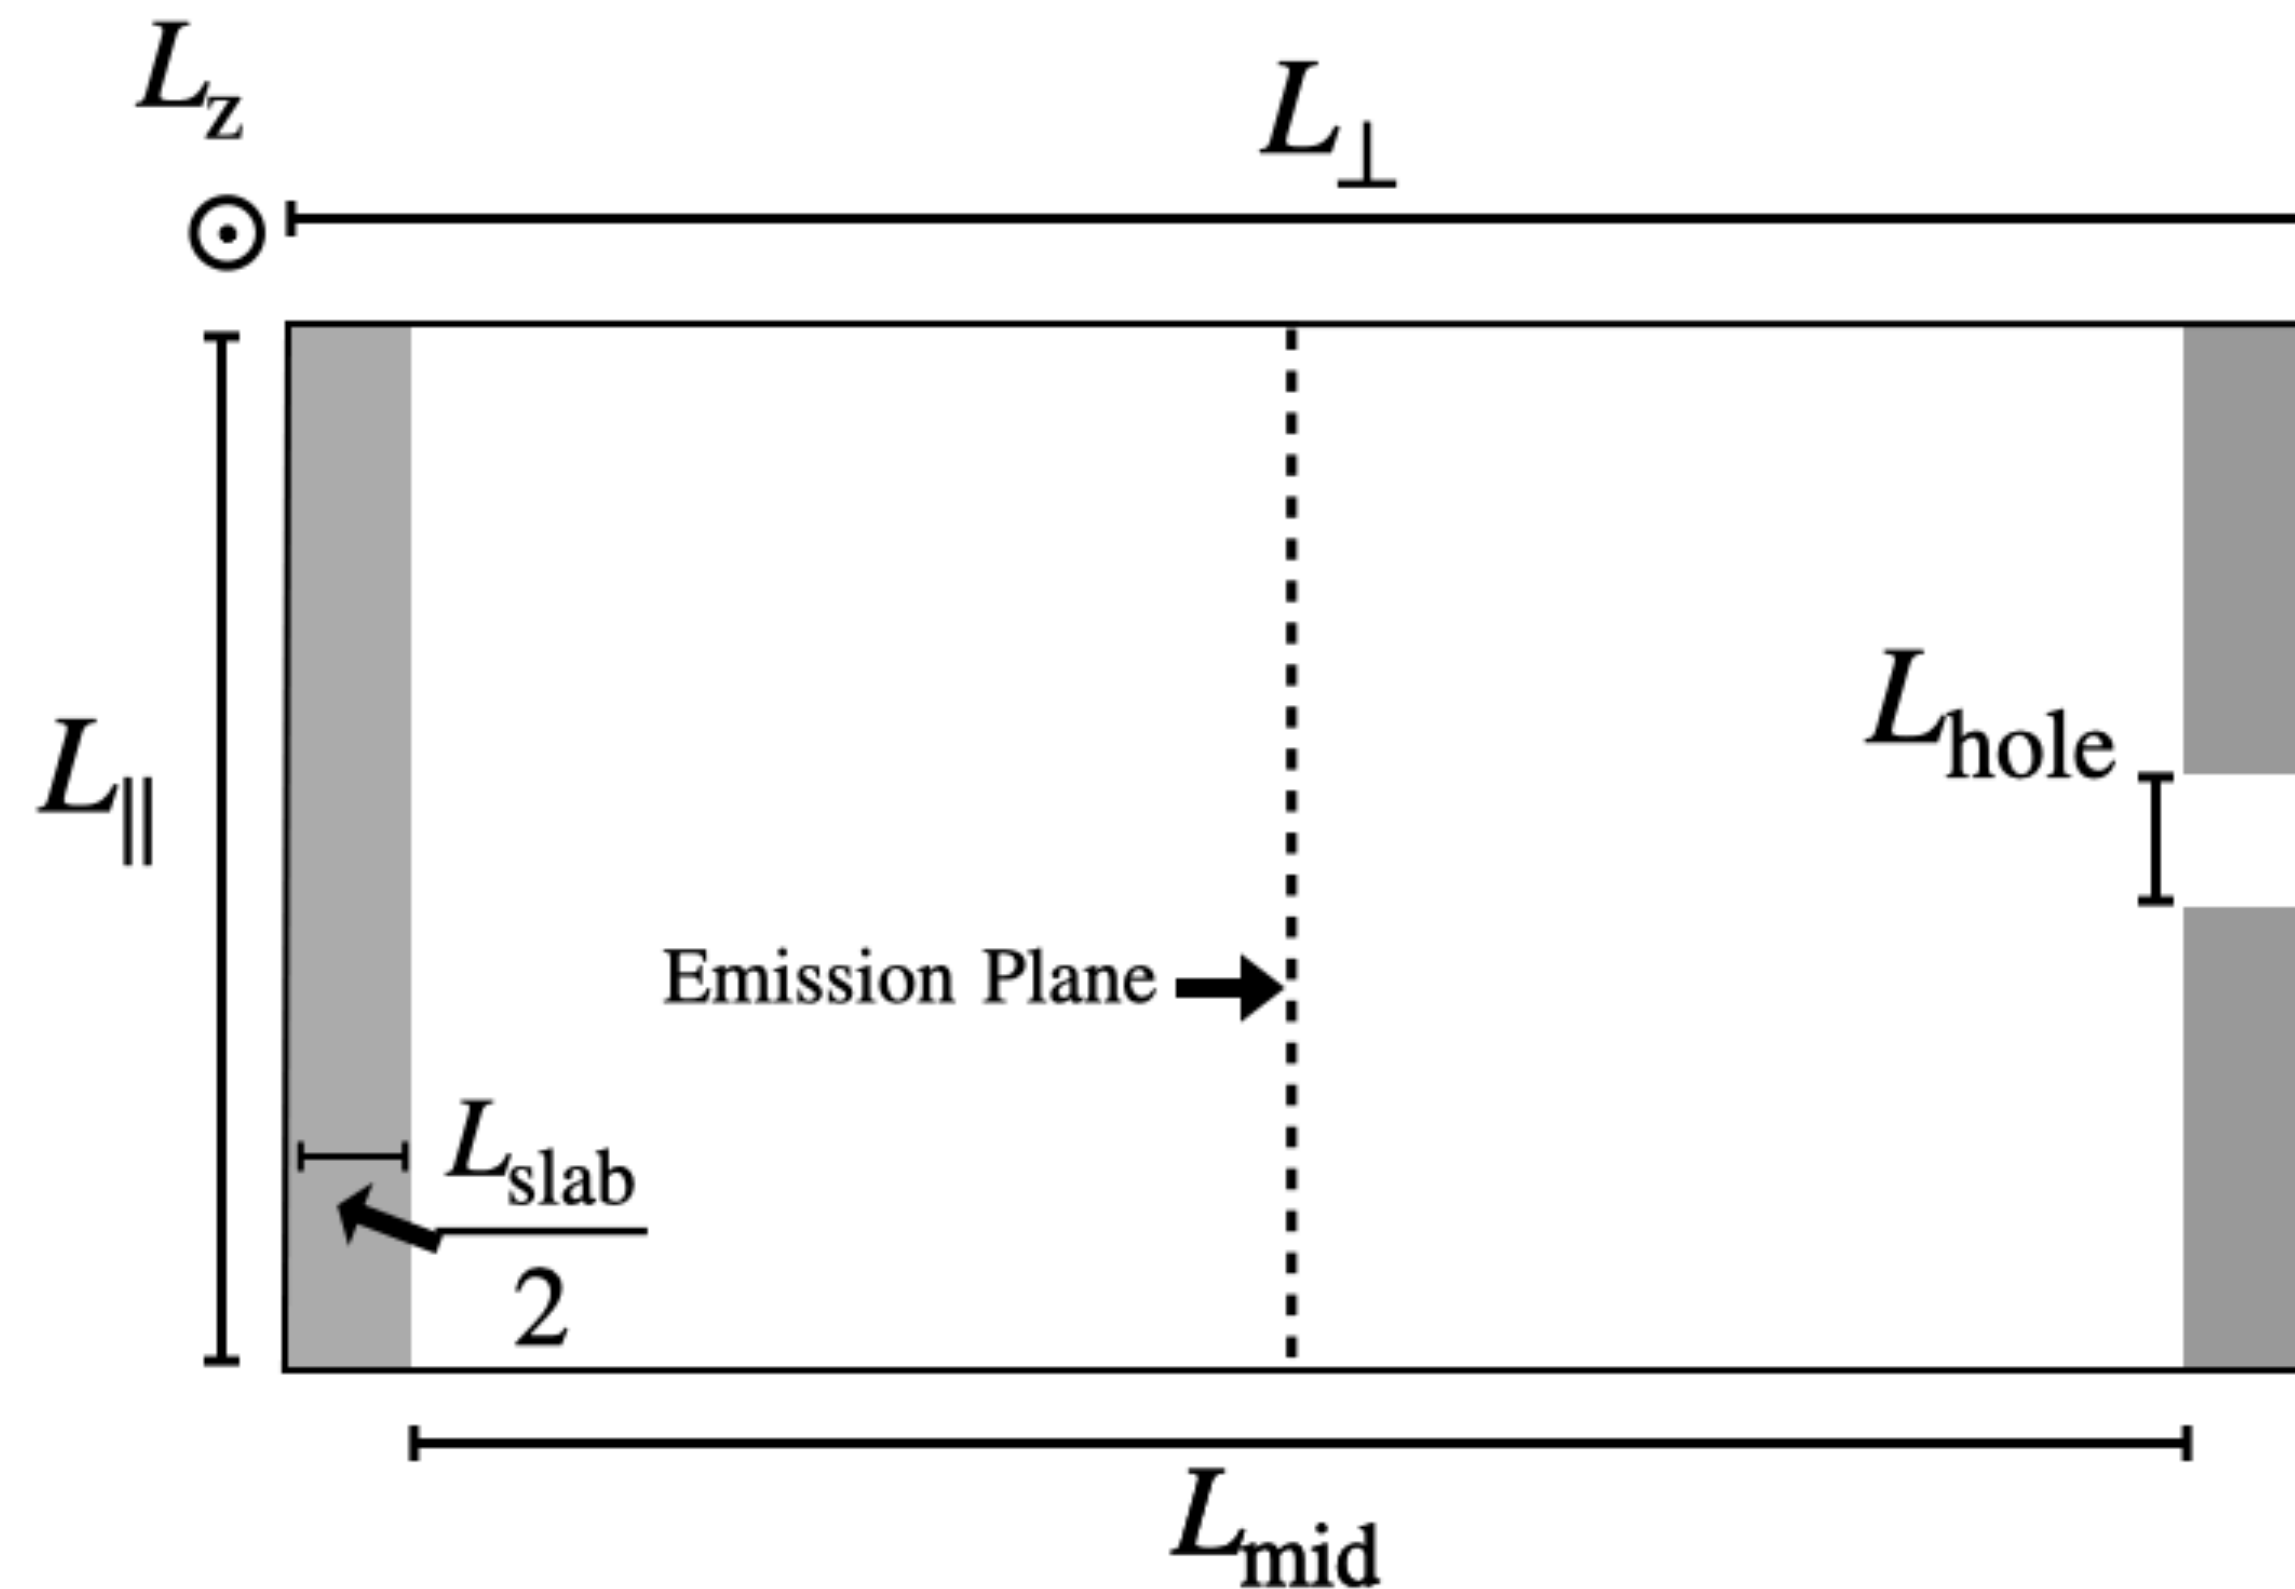 L_z
L_⊥
L_hole
L_∥
Emission Plane
L_slab
2
L_mid